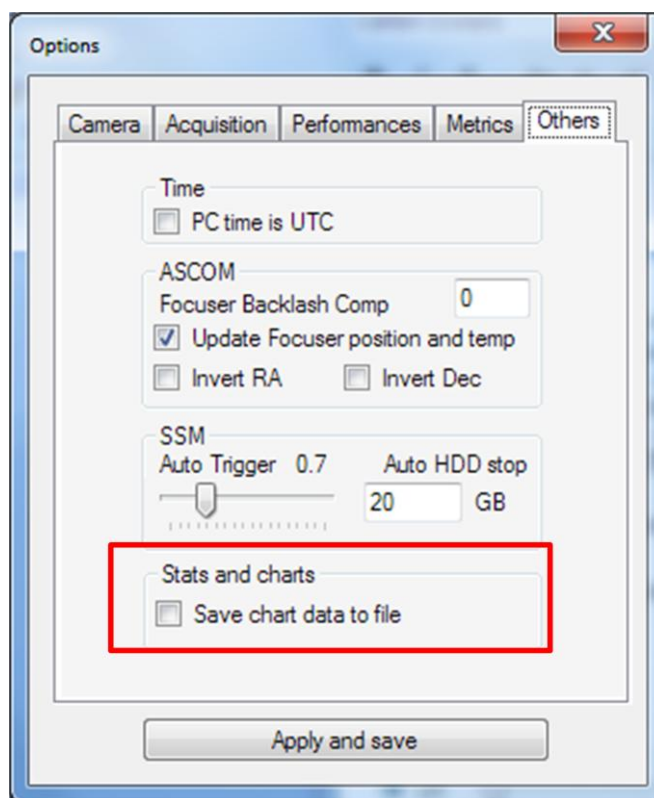 Options
Camera Acquisition Performances Metrics Others
Time
PC time is UTC
ASCOM
Focuser Backlash Comp 0
Update Focuser position and temp
Invert RA Invert Dec
SSM
Auto Trigger 0.7 Auto HDD stop
20 GB
Stats and charts
Save chart data to file
Apply and save